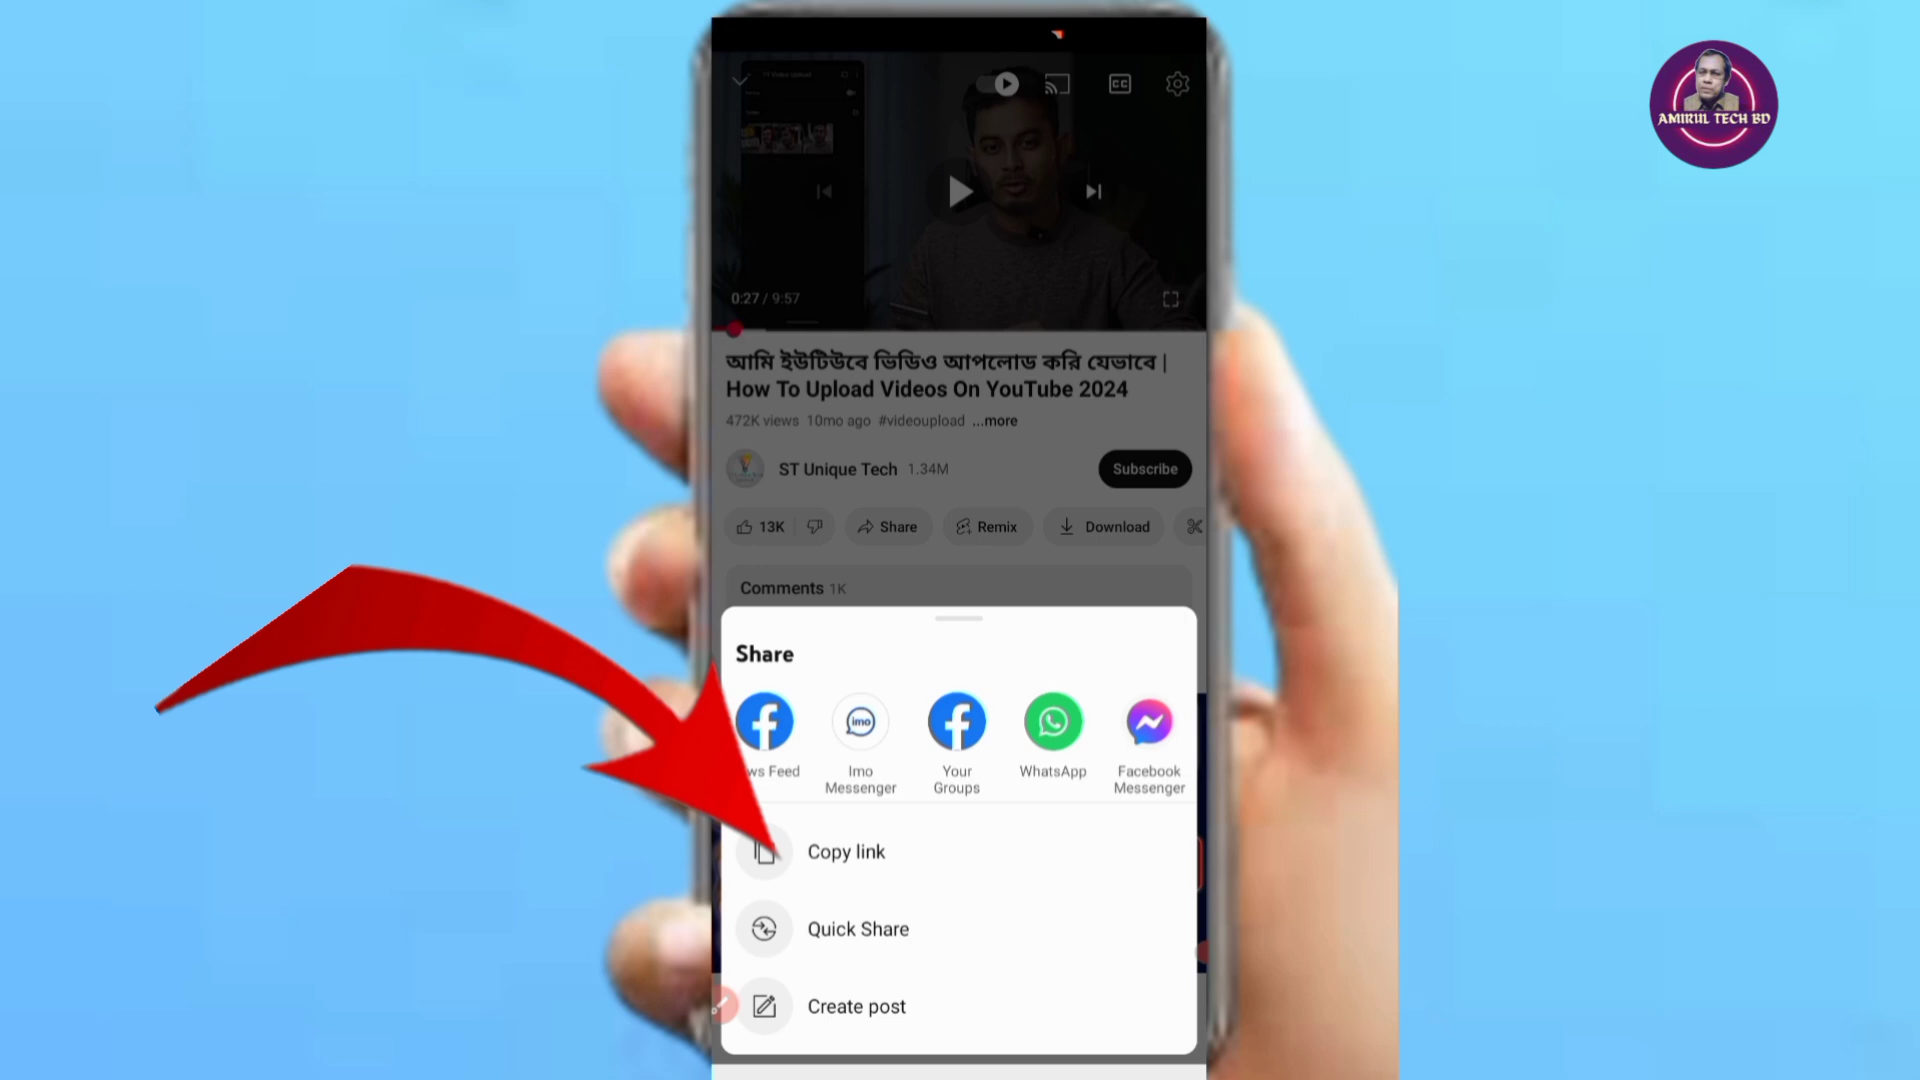 AMIRUL TECH BD
CC
0:27 / 9:57
আমি ইউটিউবে ভিডিও আপলোড করি যেভাবে |
How To Upload Videos On YouTube 2024
472K views 10mo ago #videoupload ...more
ST Unique Tech 1.34M
Subscribe
13K
Share
Remix
Download
Comments 1K
Share
ws Feed
imo
Imo
Messenger
Your
Groups
WhatsApp
Facebook
Messenger
Copy link
Quick Share
Create post